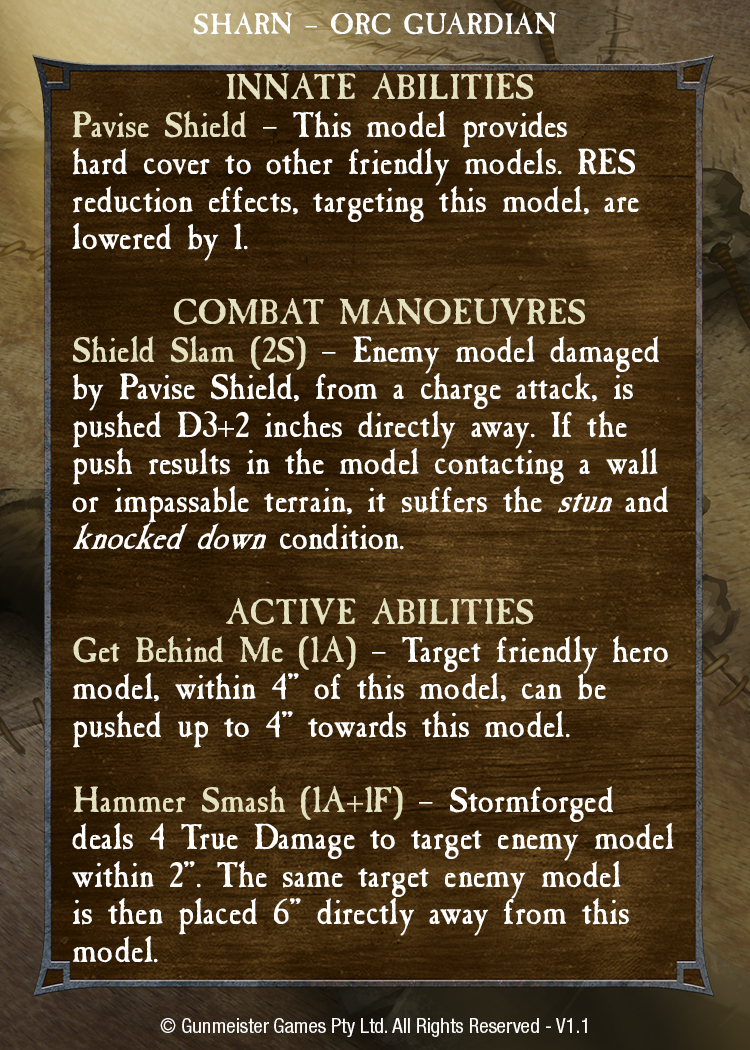 SHARN – ORC GUARDIAN
INNATE ABILITIES
Pavise Shield – This model provides
hard cover to other friendly models. RES
reduction effects, targeting this model, are
lowered by 1.
COMBAT MANOEUVRES
Shield Slam (2S) – Enemy model damaged
by Pavise Shield, from a charge attack, is
pushed D3+2 inches directly away. If the
push results in the model contacting a wall
or impassable terrain, it suffers the stun and
knocked down condition.
ACTIVE ABILITIES
Get Behind Me (1A) – Target friendly hero
model, within 4” of this model, can be
pushed up to 4” towards this model.
Hammer Smash (1A+1F) – Stormforged
deals 4 True Damage to target enemy model
within 2”. The same target enemy model
is then placed 6” directly away from this
model.
© Gunmeister Games Pty Ltd. All Rights Reserved - V1.1